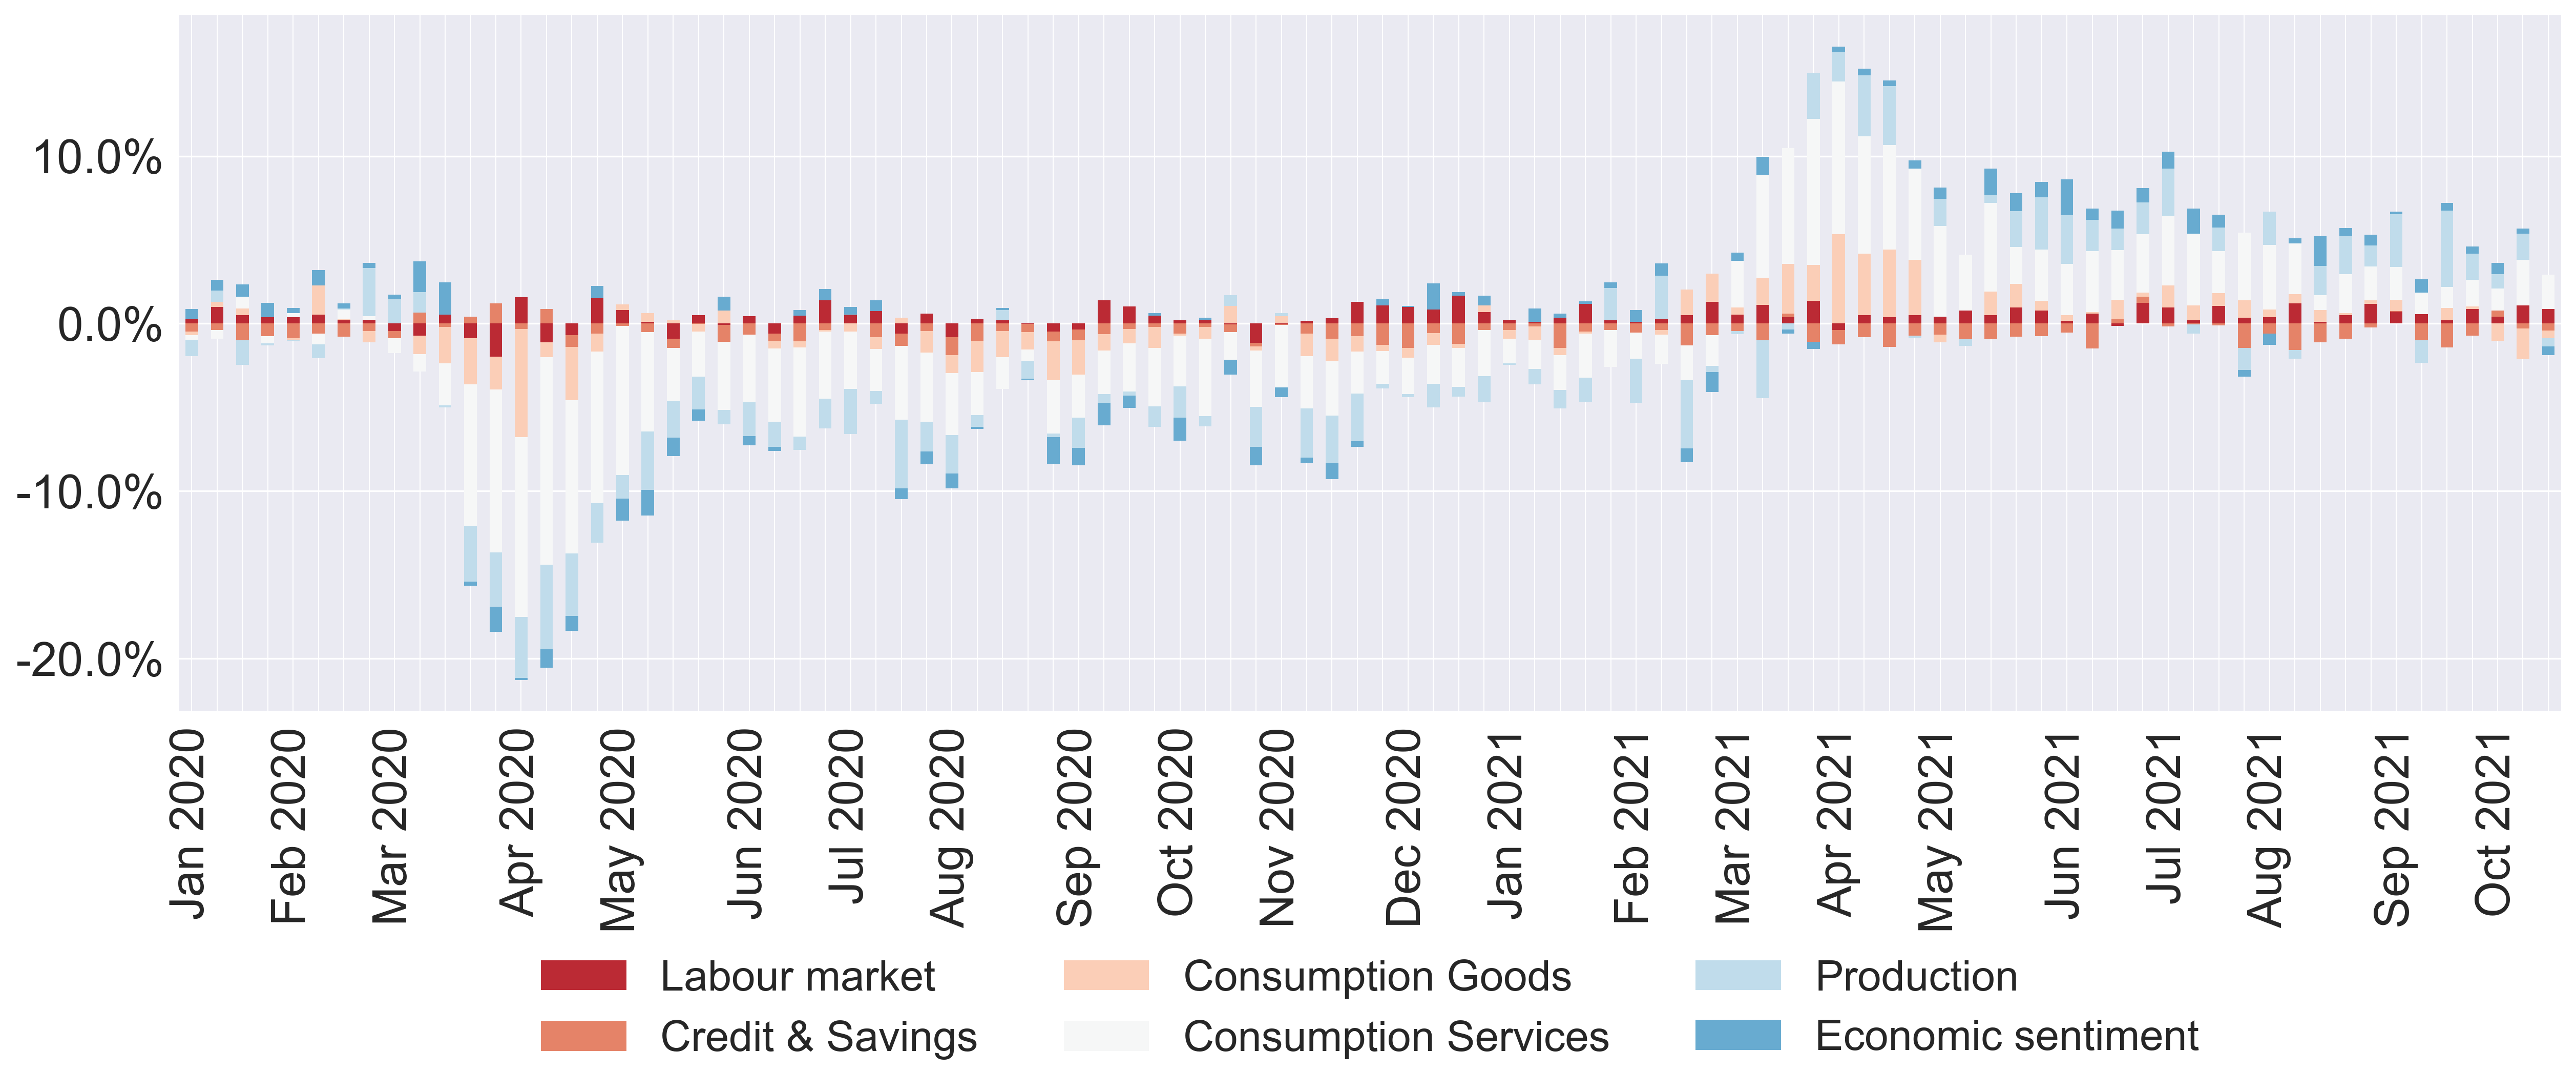 10.0%
0.0%
-10.0%
-20.0%
Jan 2020
Feb 2020
Mar 2020
Apr 2020
May 2020
Jun 2020
Jul 2020
Aug 2020
Sep 2020
Oct 2020
Nov 2020
Dec 2020
Jan 2021
Feb 2021
Mar 2021
Apr 2021
May 2021
Jun 2021
Jul 2021
Aug 2021
Sep 2021
Oct 2021
Labour market
Consumption Goods
Production
Credit & Savings
Consumption Services
Economic sentiment